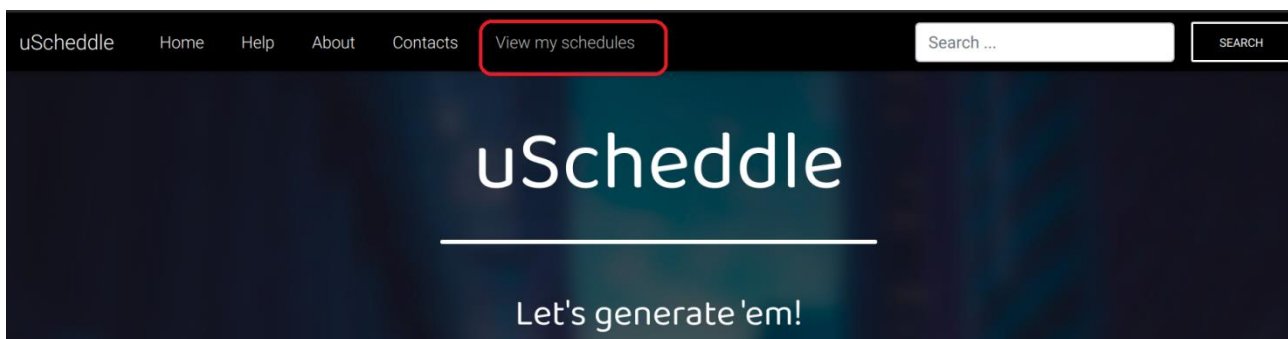 uScheddle Home Help About Contacts View my schedules Search ... SEARCH
uScheddle
Let's generate 'em!